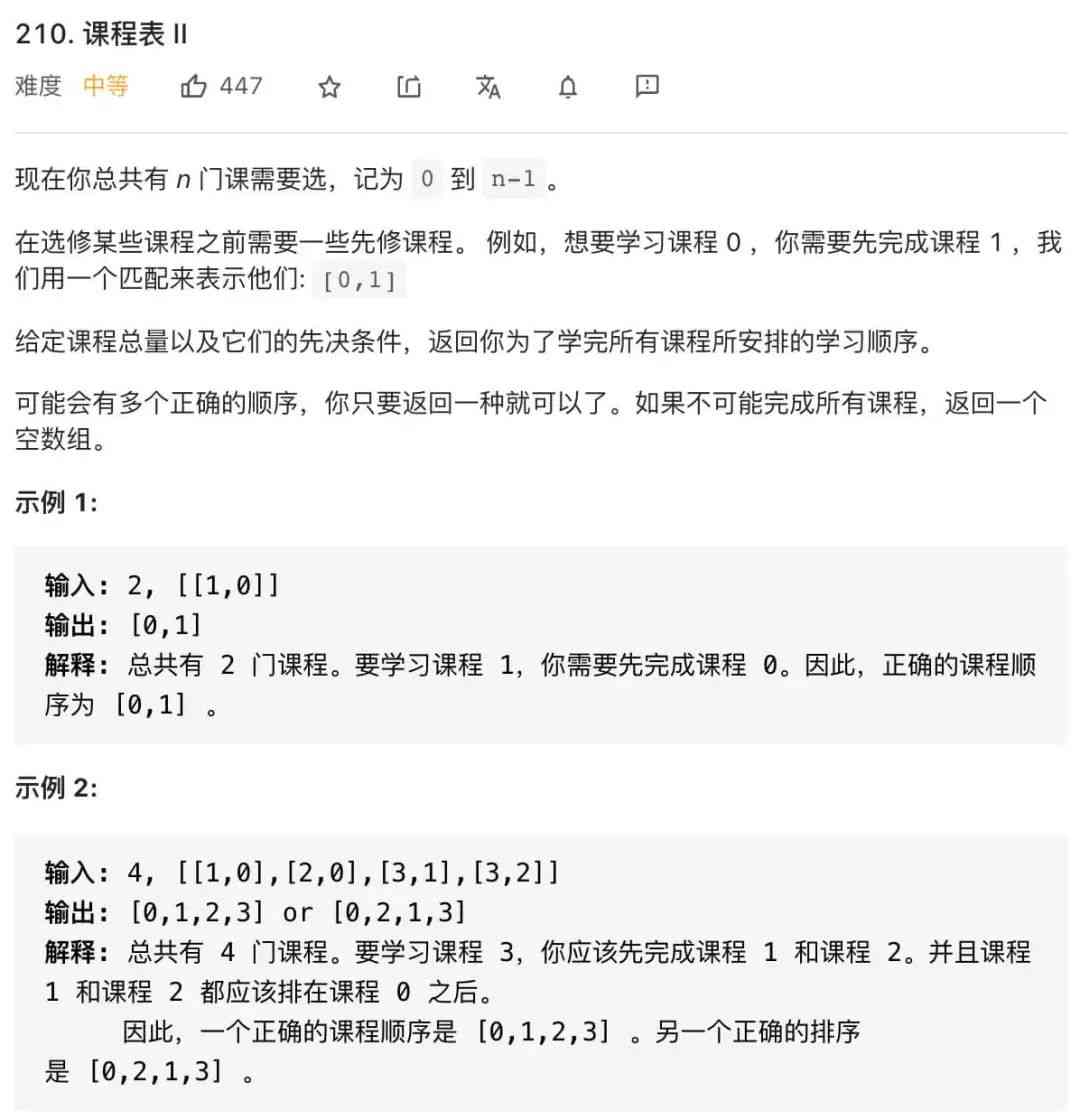 210. 课程表 II
难度 中等 447
现在你总共有 n 门课需要选，记为 0 到 n-1 。
在选修某些课程之前需要一些先修课程。 例如，想要学习课程 0 ，你需要先完成课程 1 ，我
们用一个匹配来表示他们: [0,1]
给定课程总量以及它们的先决条件，返回你为了学完所有课程所安排的学习顺序。
可能会有多个正确的顺序，你只要返回一种就可以了。如果不可能完成所有课程，返回一个
空数组。
示例 1:
输入: 2, [[1,0]]
输出: [0,1]
解释: 总共有 2 门课程。要学习课程 1，你需要先完成课程 0。因此，正确的课程顺
序为 [0,1] 。
示例 2:
输入: 4, [[1,0],[2,0],[3,1],[3,2]]
输出: [0,1,2,3] or [0,2,1,3]
解释: 总共有 4 门课程。要学习课程 3，你应该先完成课程 1 和课程 2。并且课程
1 和课程 2 都应该排在课程 0 之后。
因此，一个正确的课程顺序是 [0,1,2,3] 。另一个正确的排序
是 [0,2,1,3] 。